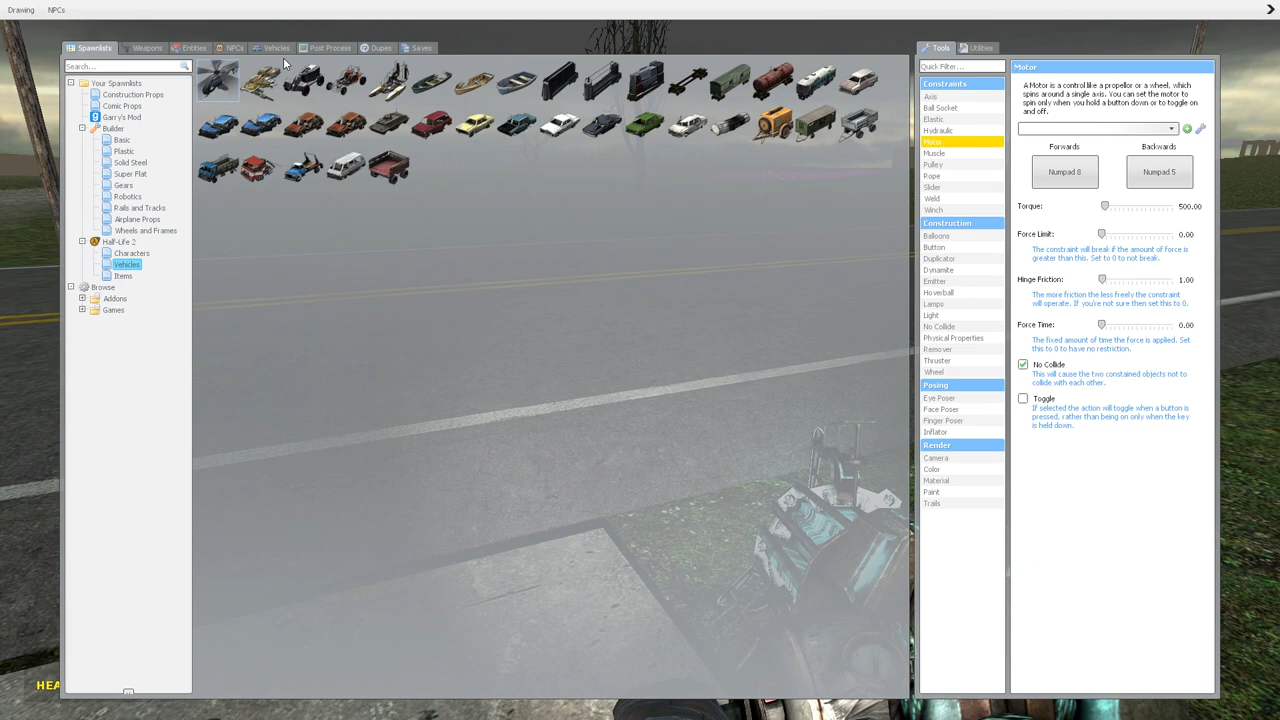 Drawing NPCs
Spawnlists Weapons Entities NPCs Vehicles Post Process Dupes Saves
Search...
Your Spawnlists
Construction Props
Comic Props
Garry's Mod
Builder
Basic
Plastic
Solid Steel
Super Flat
Gears
Robotics
Rails and Tracks
Airplane Props
Wheels and Frames
Half-Life 2
Characters
Vehicles
Items
Browse
Addons
Games
HEA
Tools Utilities
Quick Filter...
Constraints
Axis
Ball Socket
Elastic
Hydraulic
Motor
Muscle
Pulley
Rope
Slider
Weld
Winch
Construction
Balloons
Button
Duplicator
Dynamite
Emitter
Hoverball
Lamps
Light
No Collide
Physical Properties
Remover
Thruster
Wheel
Posing
Eye Poser
Face Poser
Finger Poser
Inflator
Render
Camera
Color
Material
Paint
Trails
Motor
A Motor is a control like a propellor or a wheel, which
spins around a single axis. You can set the motor to
spin only when you hold a button down or to toggle on
and off.
Forwards Backwards
Numpad 8 Numpad 5
Torque: 500.00
Force Limit: 0.00
The constraint will break if the amount of force is
greater than this. Set to 0 to not break.
Hinge Friction: 1.00
The more friction the less freely the constraint
will operate. If you're not sure then set this to 0.
Force Time: 0.00
The fixed amount of time the force is applied. Set
this to 0 to have no restriction.
No Collide
This will cause the two constained objects not to
collide with each other.
Toggle
If selected the action will toggle when a button is
pressed, rather than being on only when the key
is held down.